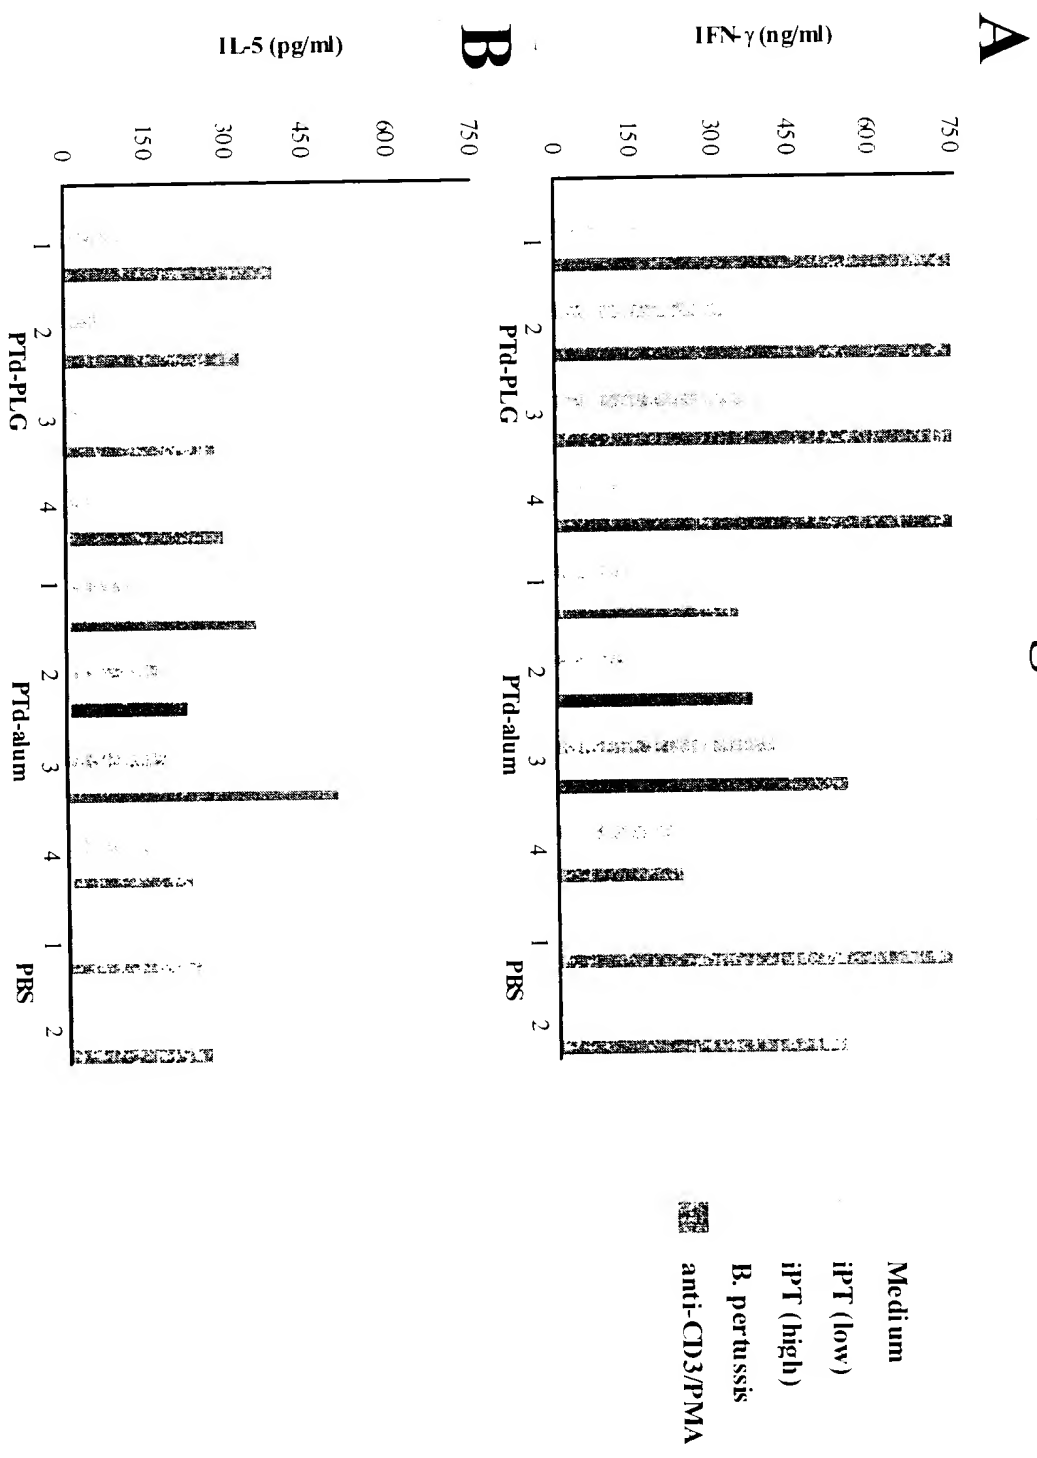 A
IFN-γ (ng/ml)
750
600
450
300
150
0
1 2 3 4 1 2 3 4 1 2
PTd-PLG PTd-alum PBS
B
IL-5 (pg/ml)
750
600
450
300
150
0
1 2 3 4 1 2 3 4 1 2
PTd-PLG PTd-alum PBS
Medium
iPT (low)
iPT (high)
B. pertussis
anti-CD3/PMA